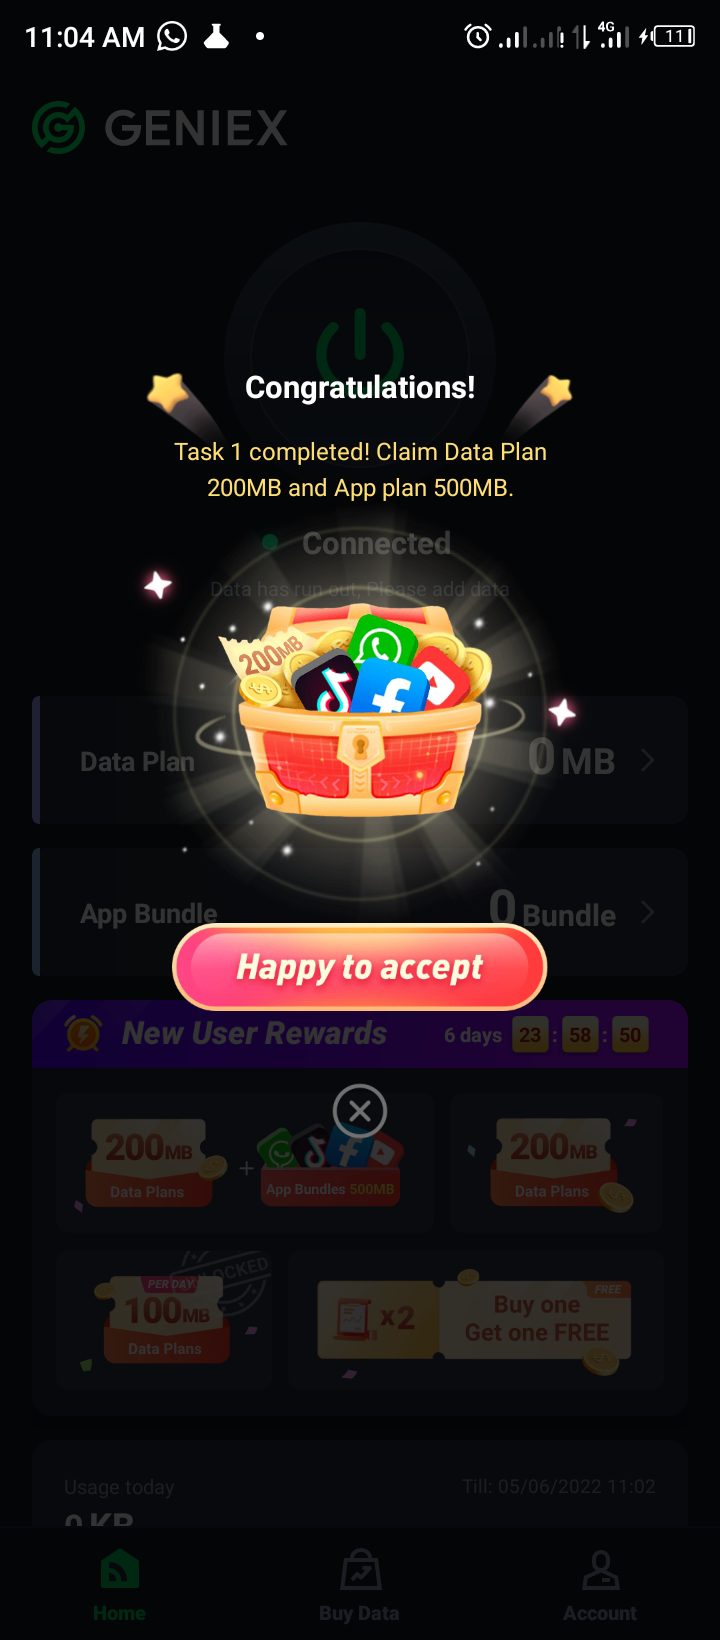 11:04 AM
4G
11
GENIEX
Congratulations!
Task 1 completed! Claim Data Plan
200MB and App plan 500MB.
Connected
Data has run out, Please add data
200MB
Data Plan
0 MB
App Bundle
0 Bundle
Happy to accept
New User Rewards
6 days 23 : 58 : 50
200MB
Data Plans
+
App Bundles 500MB
200MB
Data Plans
PER DAY
100MB
Data Plans
x2
FREE
Buy one
Get one FREE
Usage today
Till: 05/06/2022 11:02
0 KB
Home
Buy Data
Account